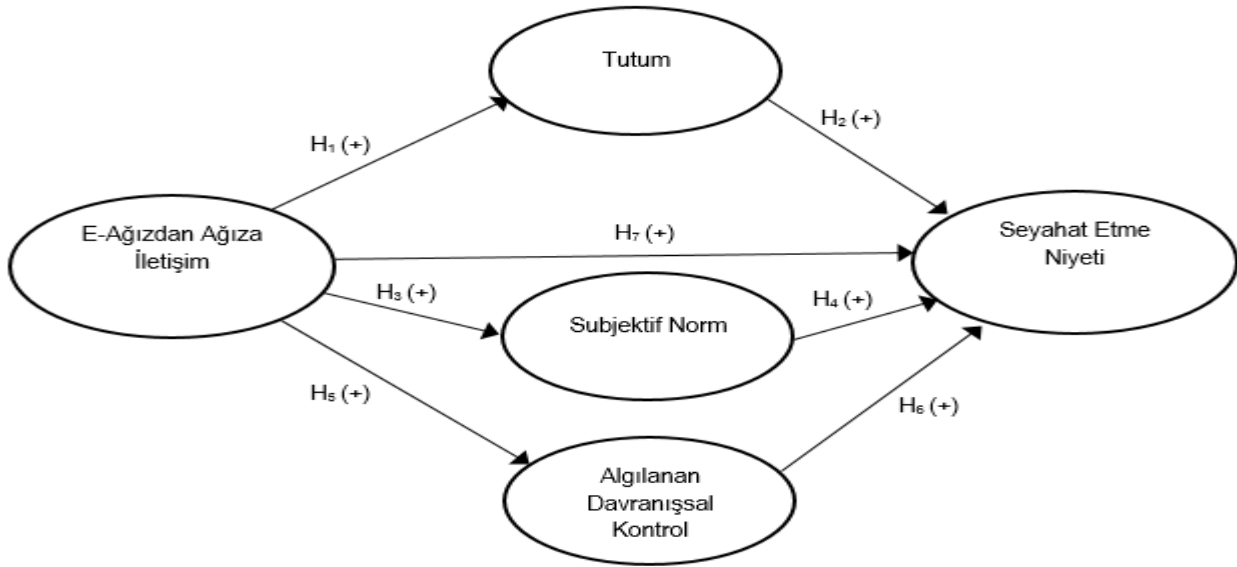 Tutum
H₁ (+)
H₂ (+)
E-Ağızdan Ağıza
İletişim
H₇ (+)
Seyahat Etme
Niyeti
H₃ (+)
H₄ (+)
Subjektif Norm
H₅ (+)
H₆ (+)
Algılanan
Davranışsal
Kontrol